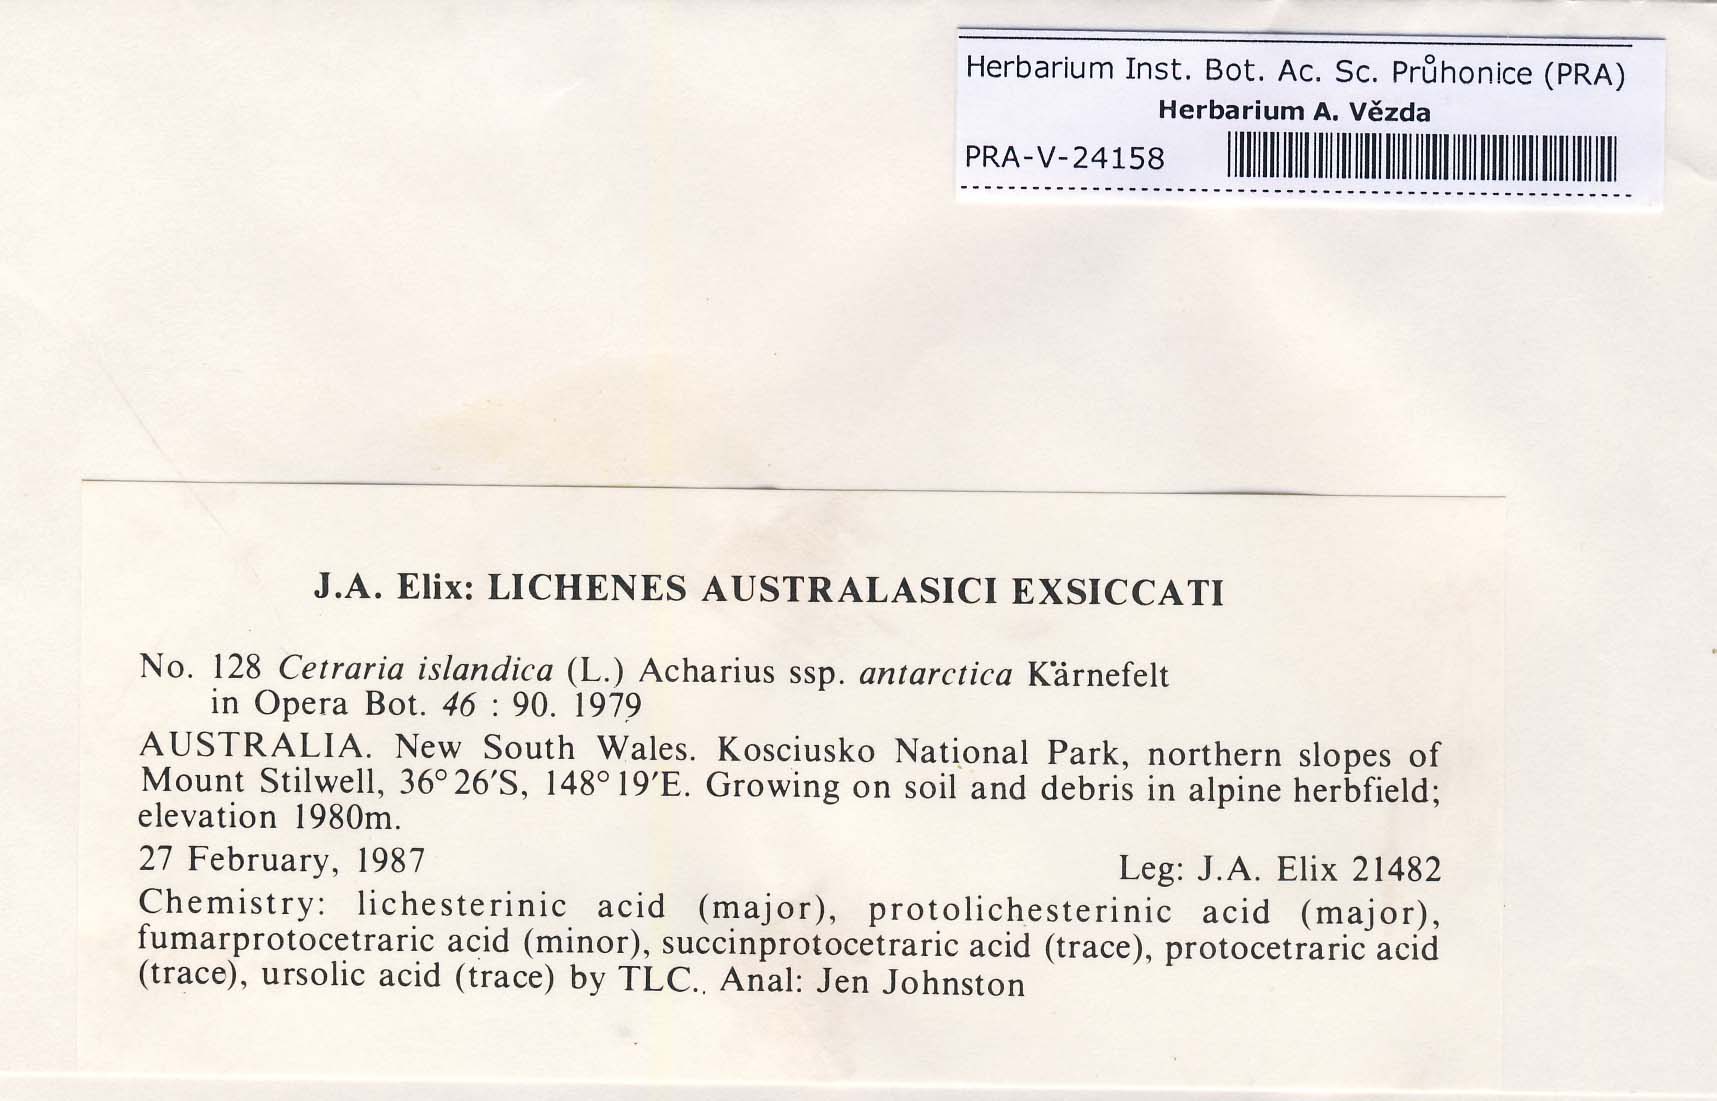 Herbarium Inst. Bot. Ac. Sc. Průhonice (PRA)
Herbarium A. Vězda
PRA-V-24158
J.A. Elix: LICHENES AUSTRALASICI EXSICCATI
No. 128 Cetraria islandica (L.) Acharius ssp. antarctica Kärnefelt
in Opera Bot. 46 : 90. 1979
AUSTRALIA. New South Wales. Kosciusko National Park, northern slopes of
Mount Stilwell, 36° 26′S, 148° 19′E. Growing on soil and debris in alpine herbfield;
elevation 1980m.
27 February, 1987 Leg: J.A. Elix 21482
Chemistry: lichesterinic acid (major), protolichesterinic acid (major),
fumarprotocetraric acid (minor), succinprotocetraric acid (trace), protocetraric acid
(trace), ursolic acid (trace) by TLC.. Anal: Jen Johnston